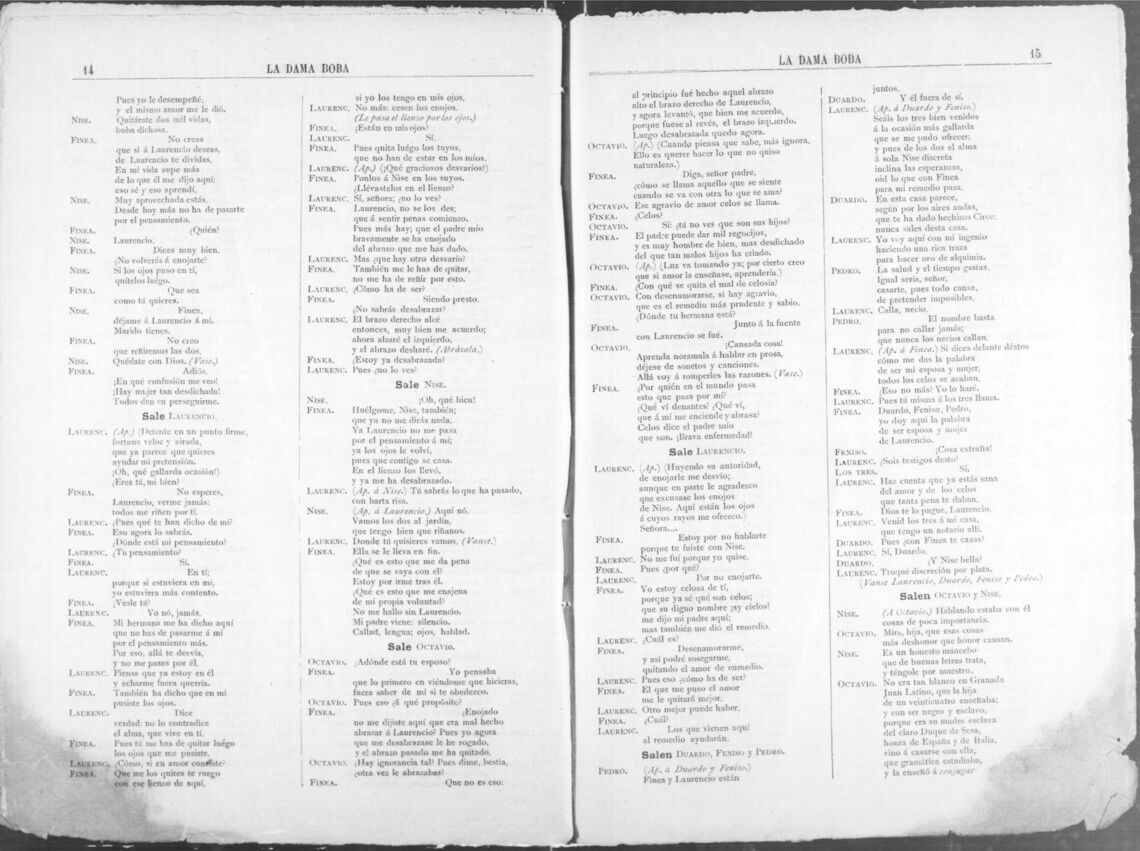 14
LA DAMA BOBA
Pues yo le desempeñé,
y el mismo amor me le dió.
NISE. Quitárate dos mil vidas,
boba dichosa.
FINEA. No creas
que si á Laurencio deseas,
de Laurencio te dividas,
En mi vida supe más
de lo que él me dijo aquí:
eso sé y eso aprendí.
NISE. Muy aprovechada estás.
Desde hoy más no ha de pasarte
por el pensamiento.
FINEA. ¿Quién?
NISE. Laurencio.
FINEA. Dices muy bien.
¿No volverás á enojarte?
NISE. Si los ojos puso en tí,
quítelos luego.
FINEA. Que sea
como tú quieres.
NISE. Finea,
déjame á Laurencio á mí.
Marido tienes.
FINEA. No creo
que reñiremos las dos.
NISE. Quédate con Dios. (Vase.)
FINEA. Adiós.
¡En qué confusión me veo!
¡Hay mujer tan desdichada!
Todos dan en perseguirme.
Sale LAURENCIO.
LAURENC. (Ap.) (Detente en un punto firme,
fortuna veloz y airada,
que ya parece que quieres
ayudar mi pretensión.
¡Oh, qué gallarda ocasión!)
¿Eres tú, mi bien?
FINEA. No esperes,
Laurencio, verme jamás:
todos me riñen por tí.
LAURENC. ¿Pues qué te han dicho de mí?
FINEA. Eso agora lo sabrás.
¿Dónde está mi pensamiento?
LAURENC. ¿Tu pensamiento?
FINEA. Sí.
LAURENC. En tí;
porque si estuviera en mí,
yo estuviera más contento.
FINEA. ¿Vesle tú?
LAURENC. Yo nó, jamás.
FINEA. Mi hermana me ha dicho aquí
que no has de pasarme á mí
por el pensamiento más.
Por eso, allá te desvía,
y no me pases por él.
LAURENC. Piensa que ya estoy en él
y echarme fuera querría.
FINEA. También ha dicho que en mí
pusiste los ojos.
LAURENC. Dice
verdad: no lo contradice
el alma, que vive en tí.
FINEA. Pues tú me has de quitar luégo
los ojos que me pusiste.
LAURENC. ¿Cómo, si en amor consiste?
FINEA. Que me los quites te ruego
con ese lienzo de aquí,
si yo los tengo en mis ojos.
LAURENC. No más: cesen los enojos.
(Le pasa el lienzo por los ojos.)
FINEA. ¿Están en mis ojos?
LAURENC. Sí.
FINEA. Pues quita luégo los tuyos,
que no han de estar en los míos.
LAURENC. (Ap.) (¡Qué graciosos desvaríos!)
FINEA. Ponlos á Nise en los suyos.
¿Llévastelos en el lienzo?
LAURENC. Sí, señora; ¿no lo ves?
FINEA. Laurencio, no se los des;
que á sentir penas comienzo.
Pues más hay; que el padre mío
bravamente se ha enojado
del abrazo que me has dado.
LAURENC. Mas ¿que hay otro desvarío?
FINEA. También me le has de quitar,
no me ha de reñir por esto.
LAURENC. ¿Cómo ha de ser?
FINEA. Siendo presto.
¿No sabrás desabrazar?
LAURENC. El brazo derecho alcé
entonces, muy bien me acuerdo;
ahora alzaré el izquierdo,
y el abrazo desharé. (Abrázala.)
FINEA. ¿Estoy ya desabrazada?
LAURENC. Pues ¿no lo ves?
Sale NISE.
NISE. ¡Oh, qué bien!
FINEA. Huélgome, Nise, también;
que ya no me dirás nada.
Ya Laurencio no me pasa
por el pensamiento á mí;
ya los ojos le volví,
pues que contigo se casa.
En el lienzo los llevó,
y ya me ha desabrazado.
LAURENC. (Ap. á Nise.) Tú sabrás lo que ha pasado,
con harta risa.
NISE. (Ap. á Laurencio.) Aquí nó.
Vamos los dos al jardín,
que tengo bien que riñamos.
LAURENC. Donde tú quisieres vamos. (Vanse.)
FINEA. Ella se le lleva en fin.
¿Qué es esto que me da pena
de que se vaya con él?
Estoy por irme tras él.
¿Qué es esto que me enajena
de mi propia voluntad?
No me hallo sin Laurencio.
Mi padre viene: silencio.
Callad, lengua; ojos, hablad.
Sale OCTAVIO.
OCTAVIO. ¿Adónde está tu esposo?
FINEA. Yo pensaba
que lo primero en viéndome que hicieras,
fuera saber de mí si te obedezco.
OCTAVIO. Pues eso ¿á qué propósito?
FINEA. ¿Enojado
no me dijiste aquí que era mal hecho
abrazar á Laurencio? Pues yo agora
que me desabrazase le he rogado,
y el abrazo pasado me ha quitado.
OCTAVIO. ¿Hay ignorancia tal? Pues dime, bestia,
¿otra vez le abrazabas?
FINEA. Que no es eso:
LA DAMA BOBA
15
al principio fué hecho aquel abrazo
alto el brazo derecho de Laurencio,
y agora levantó, que bien me acuerdo,
porque fuese al revés, el brazo izquierdo.
Luego desabrazada quedo agora.
OCTAVIO. (Ap.) (Cuando piensa que sabe, más ignora.
Ello es querer hacer lo que no quiso
naturaleza.)
FINEA. Diga, señor padre,
¿cómo se llama aquello que se siente
cuando se va con otra lo que se ama?
OCTAVIO. Ese agravio de amor celos se llama.
FINEA. ¿Celos?
OCTAVIO. Sí: ¿tú no ves que son sus hijos?
FINEA. El padre puede dar mil regocijos,
y es muy hombre de bien, mas desdichado
del que tan malos hijos ha criado.
OCTAVIO. (Ap.) (Luz va tomando ya; por cierto creo
que si amor la enseñase, aprendería.)
FINEA. ¿Con qué se quita el mal de celosía?
OCTAVIO. Con desenamorarse, si hay agravio,
que es el remedio más prudente y sabio.
¿Dónde tu hermana está?
FINEA. Junto á la fuente
con Laurencio se fué.
OCTAVIO. ¡Cansada cosa!
Aprenda noramala á hablar en prosa,
déjese de sonetos y canciones.
Allá voy á romperles las razones. (Vase.)
FINEA. ¿Por quién en el mundo pasa
esto que pasa por mí?
¿Qué ví denantes? ¿Qué ví,
que á mí me enciende y abrasa?
Celos dice el padre mío
que son. ¡Brava enfermedad!
Sale LAURENCIO.
LAURENC. (Ap.) (Huyendo su autoridad,
de enojarle me desvío;
aunque en parte le agradezco
que excusase los enojos
de Nise. Aquí están los ojos
á cuyos rayos me ofrezco.)
Señora...
FINEA. Estoy por no hablarte
porque te fuiste con Nise.
LAURENC. No me fuí porque yo quise.
FINEA. Pues ¿por qué?
LAURENC. Por no enojarte.
FINEA. Yo estoy celosa de tí,
porque ya sé qué son celos;
que su digno nombre ¡ay cielos!
me dijo mi padre aquí;
mas también me dió el remedio.
LAURENC. ¿Cuál es?
FINEA. Desenamorarme,
y así podré sosegarme,
quitando el amor de enmedio.
LAURENC. Pues eso ¿cómo ha de ser?
FINEA. El que me puso el amor
me le quitará mejor.
LAURENC. Otro mejor puede haber.
FINEA. ¿Cuál?
LAURENC. Los que vienen aquí
al remedio ayudarán.
Salen DUARDO, FENISO y PEDRO.
PEDRO. (Ap. á Duardo y Feniso.)
Finea y Laurencio están
juntos.
DUARDO. Y él fuera de sí.
LAURENC. (Ap. á Duardo y Feniso.)
Seáis los tres bien venidos
á la ocasión más gallarda
que se me pudo ofrecer;
y pues de los dos el alma
á sola Nise discreta
inclina las esperanzas,
oid lo que con Finea
para mi remedio pasa.
DUARDO. En esta casa parece,
según por los aires andas,
que te ha dado hechizos Circe:
nunca sales desta casa.
LAURENC. Yo voy aquí con mi ingenio
haciendo una rica traza
para hacer oro de alquimia.
PEDRO. La salud y el tiempo gastas.
Igual sería, señor,
casarte, pues todo cansa,
de pretender imposibles.
LAURENC. Calla, necio.
PEDRO. El nombre basta
para no callar jamás;
que nunca los necios callan.
LAURENC. (Ap. á Finea.) Si dices delante déstos
cómo me das la palabra
de ser mi esposa y mujer,
todos los celos se acaban.
FINEA. ¿Eso no más? Yo lo haré.
LAURENC. Pues tú misma á los tres llama.
FINEA. Duardo, Feniso, Pedro,
yo doy aquí la palabra
de ser esposa y mujer
de Laurencio.
FENISO. ¡Cosa extraña!
LAURENC. ¿Sois testigos desto?
LOS TRES. Sí.
LAURENC. Haz cuenta que ya estás sana
del amor y de los celos
que tanta pena te daban.
FINEA. Dios te lo pague, Laurencio.
LAURENC. Venid los tres á mi casa,
que tengo un notario allí.
DUARDO. Pues ¿con Finea te casas?
LAURENC. Sí, Duardo.
DUARDO. ¿Y Nise bella?
LAURENC. Troqué discreción por plata.
(Vanse Laurencio, Duardo, Feniso y Pedro.)
Salen OCTAVIO y NISE.
NISE. (A Octavio.) Hablando estaba con él
cosas de poca importancia.
OCTAVIO. Mira, hija, que esas cosas
más deshonor que honor causan.
NISE. Es un honesto mancebo
que de buenas letras trata,
y téngole por maestro.
OCTAVIO. No era tan blanco en Granada
Juan Latino, que la hija
de un veinticuatro enseñaba;
y con ser negro y esclavo,
porque era su madre esclava
del claro Duque de Sesa,
honra de España y de Italia,
vino á casarse con ella,
que gramática estudiaba,
y la enseñó á conjugar